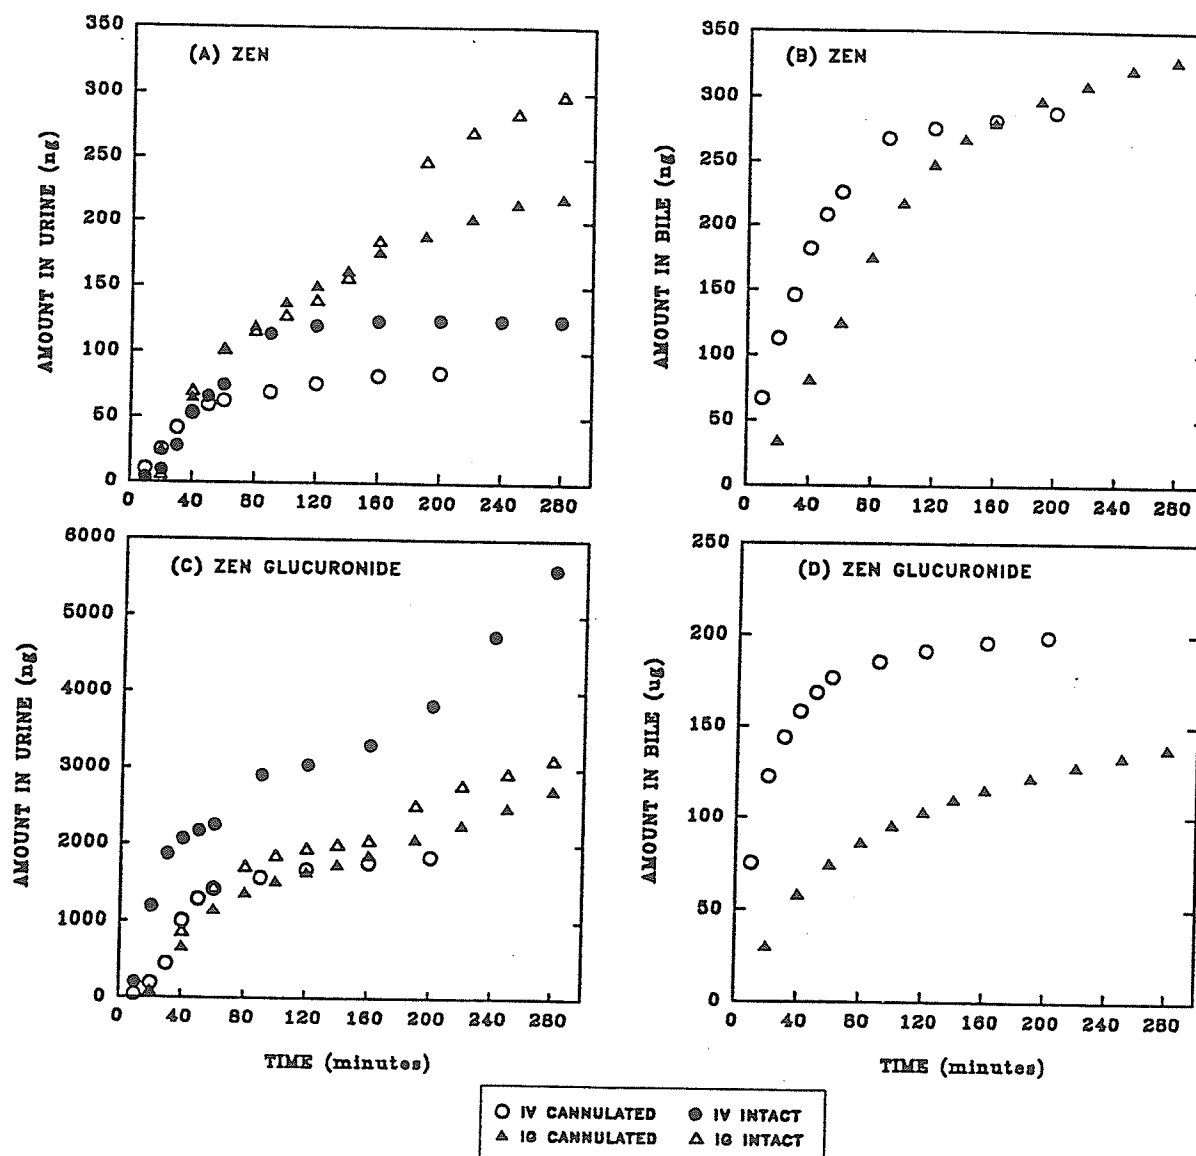 (A) ZEN
AMOUNT IN URINE (ng)
350
300
250
200
150
100
50
0
0 40 80 120 160 200 240 280
(B) ZEN
AMOUNT IN BILE (ng)
350
300
250
200
150
100
50
0
0 40 80 120 160 200 240 280
(C) ZEN GLUCURONIDE
AMOUNT IN URINE (ng)
6000
5000
4000
3000
2000
1000
0
0 40 80 120 160 200 240 280
TIME (minutes)
(D) ZEN GLUCURONIDE
AMOUNT IN BILE (ug)
250
200
150
100
50
0
0 40 80 120 160 200 240 280
TIME (minutes)
IV CANNULATED IV INTACT
IG CANNULATED IG INTACT